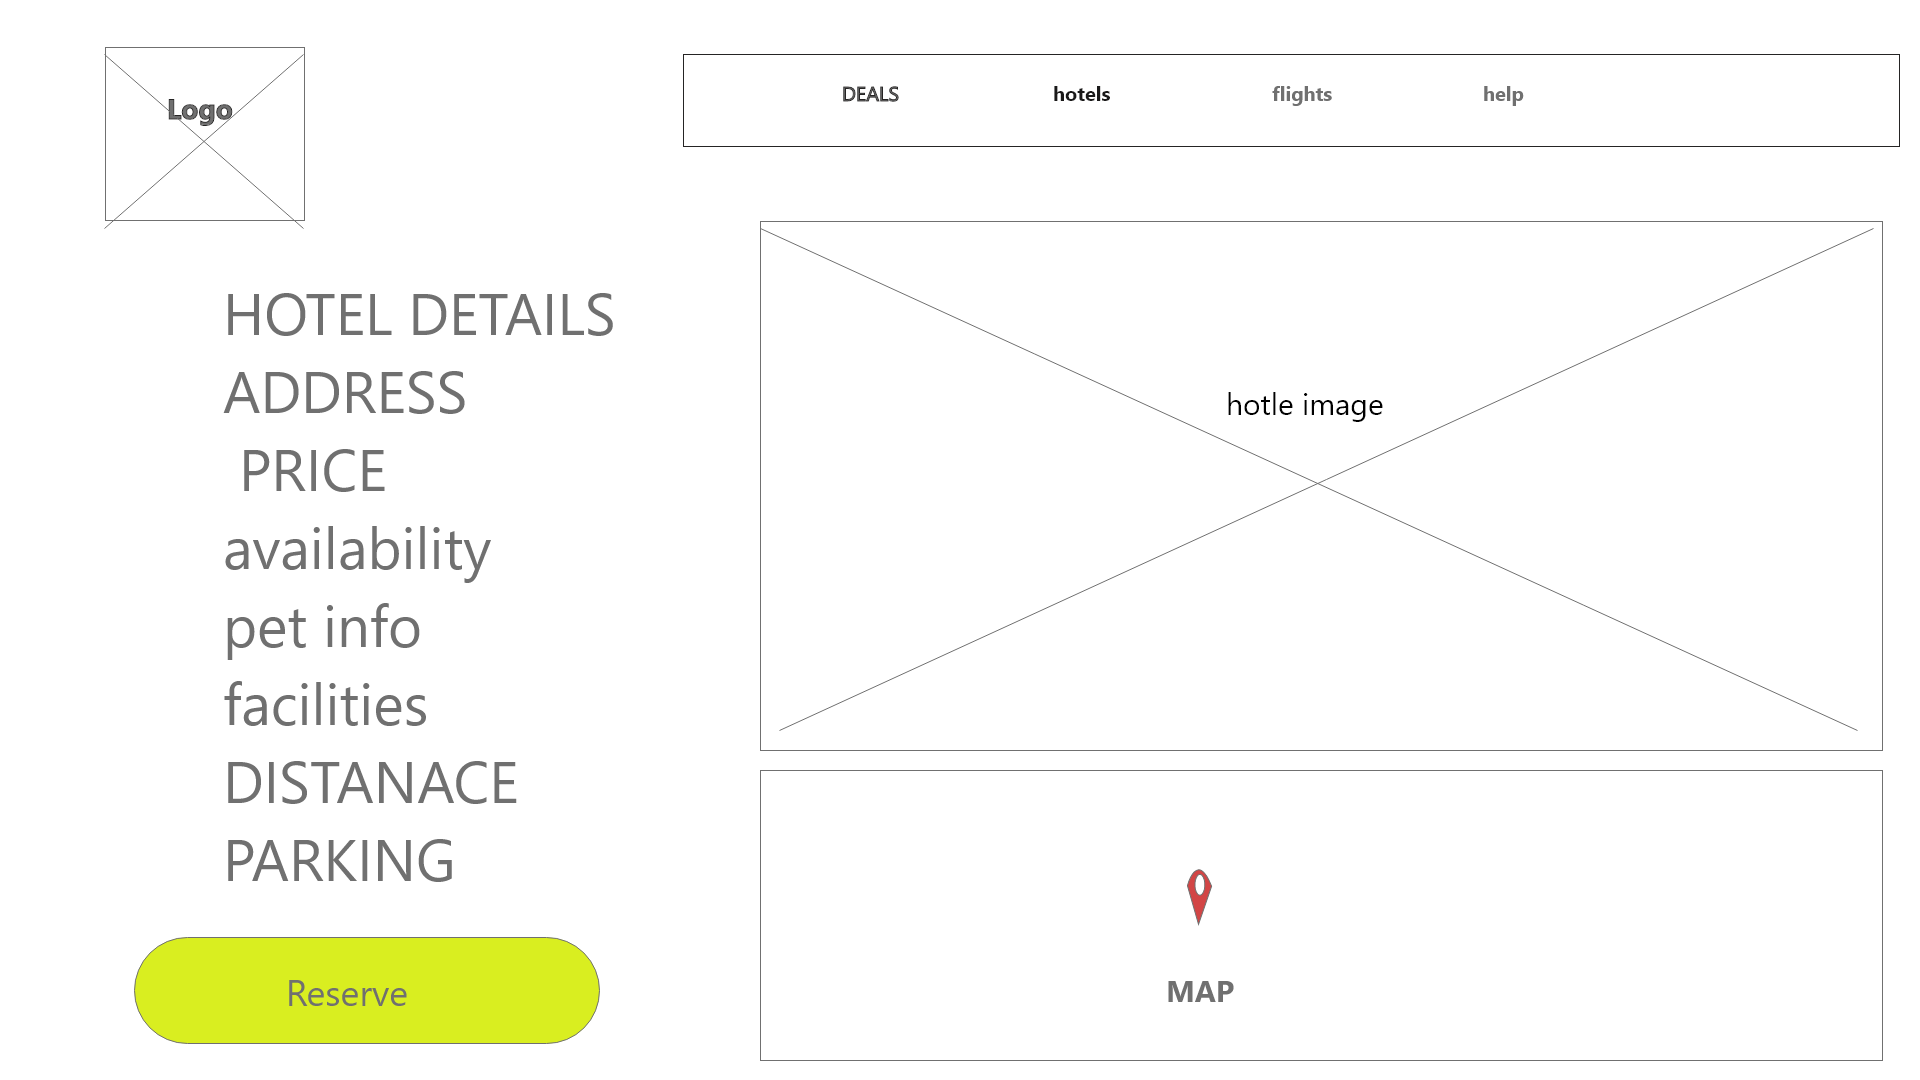 Logo
DEALS hotels flights help
HOTEL DETAILS
ADDRESS
PRICE
availability
pet info
facilities
DISTANACE
PARKING
Reserve
hotle image
MAP